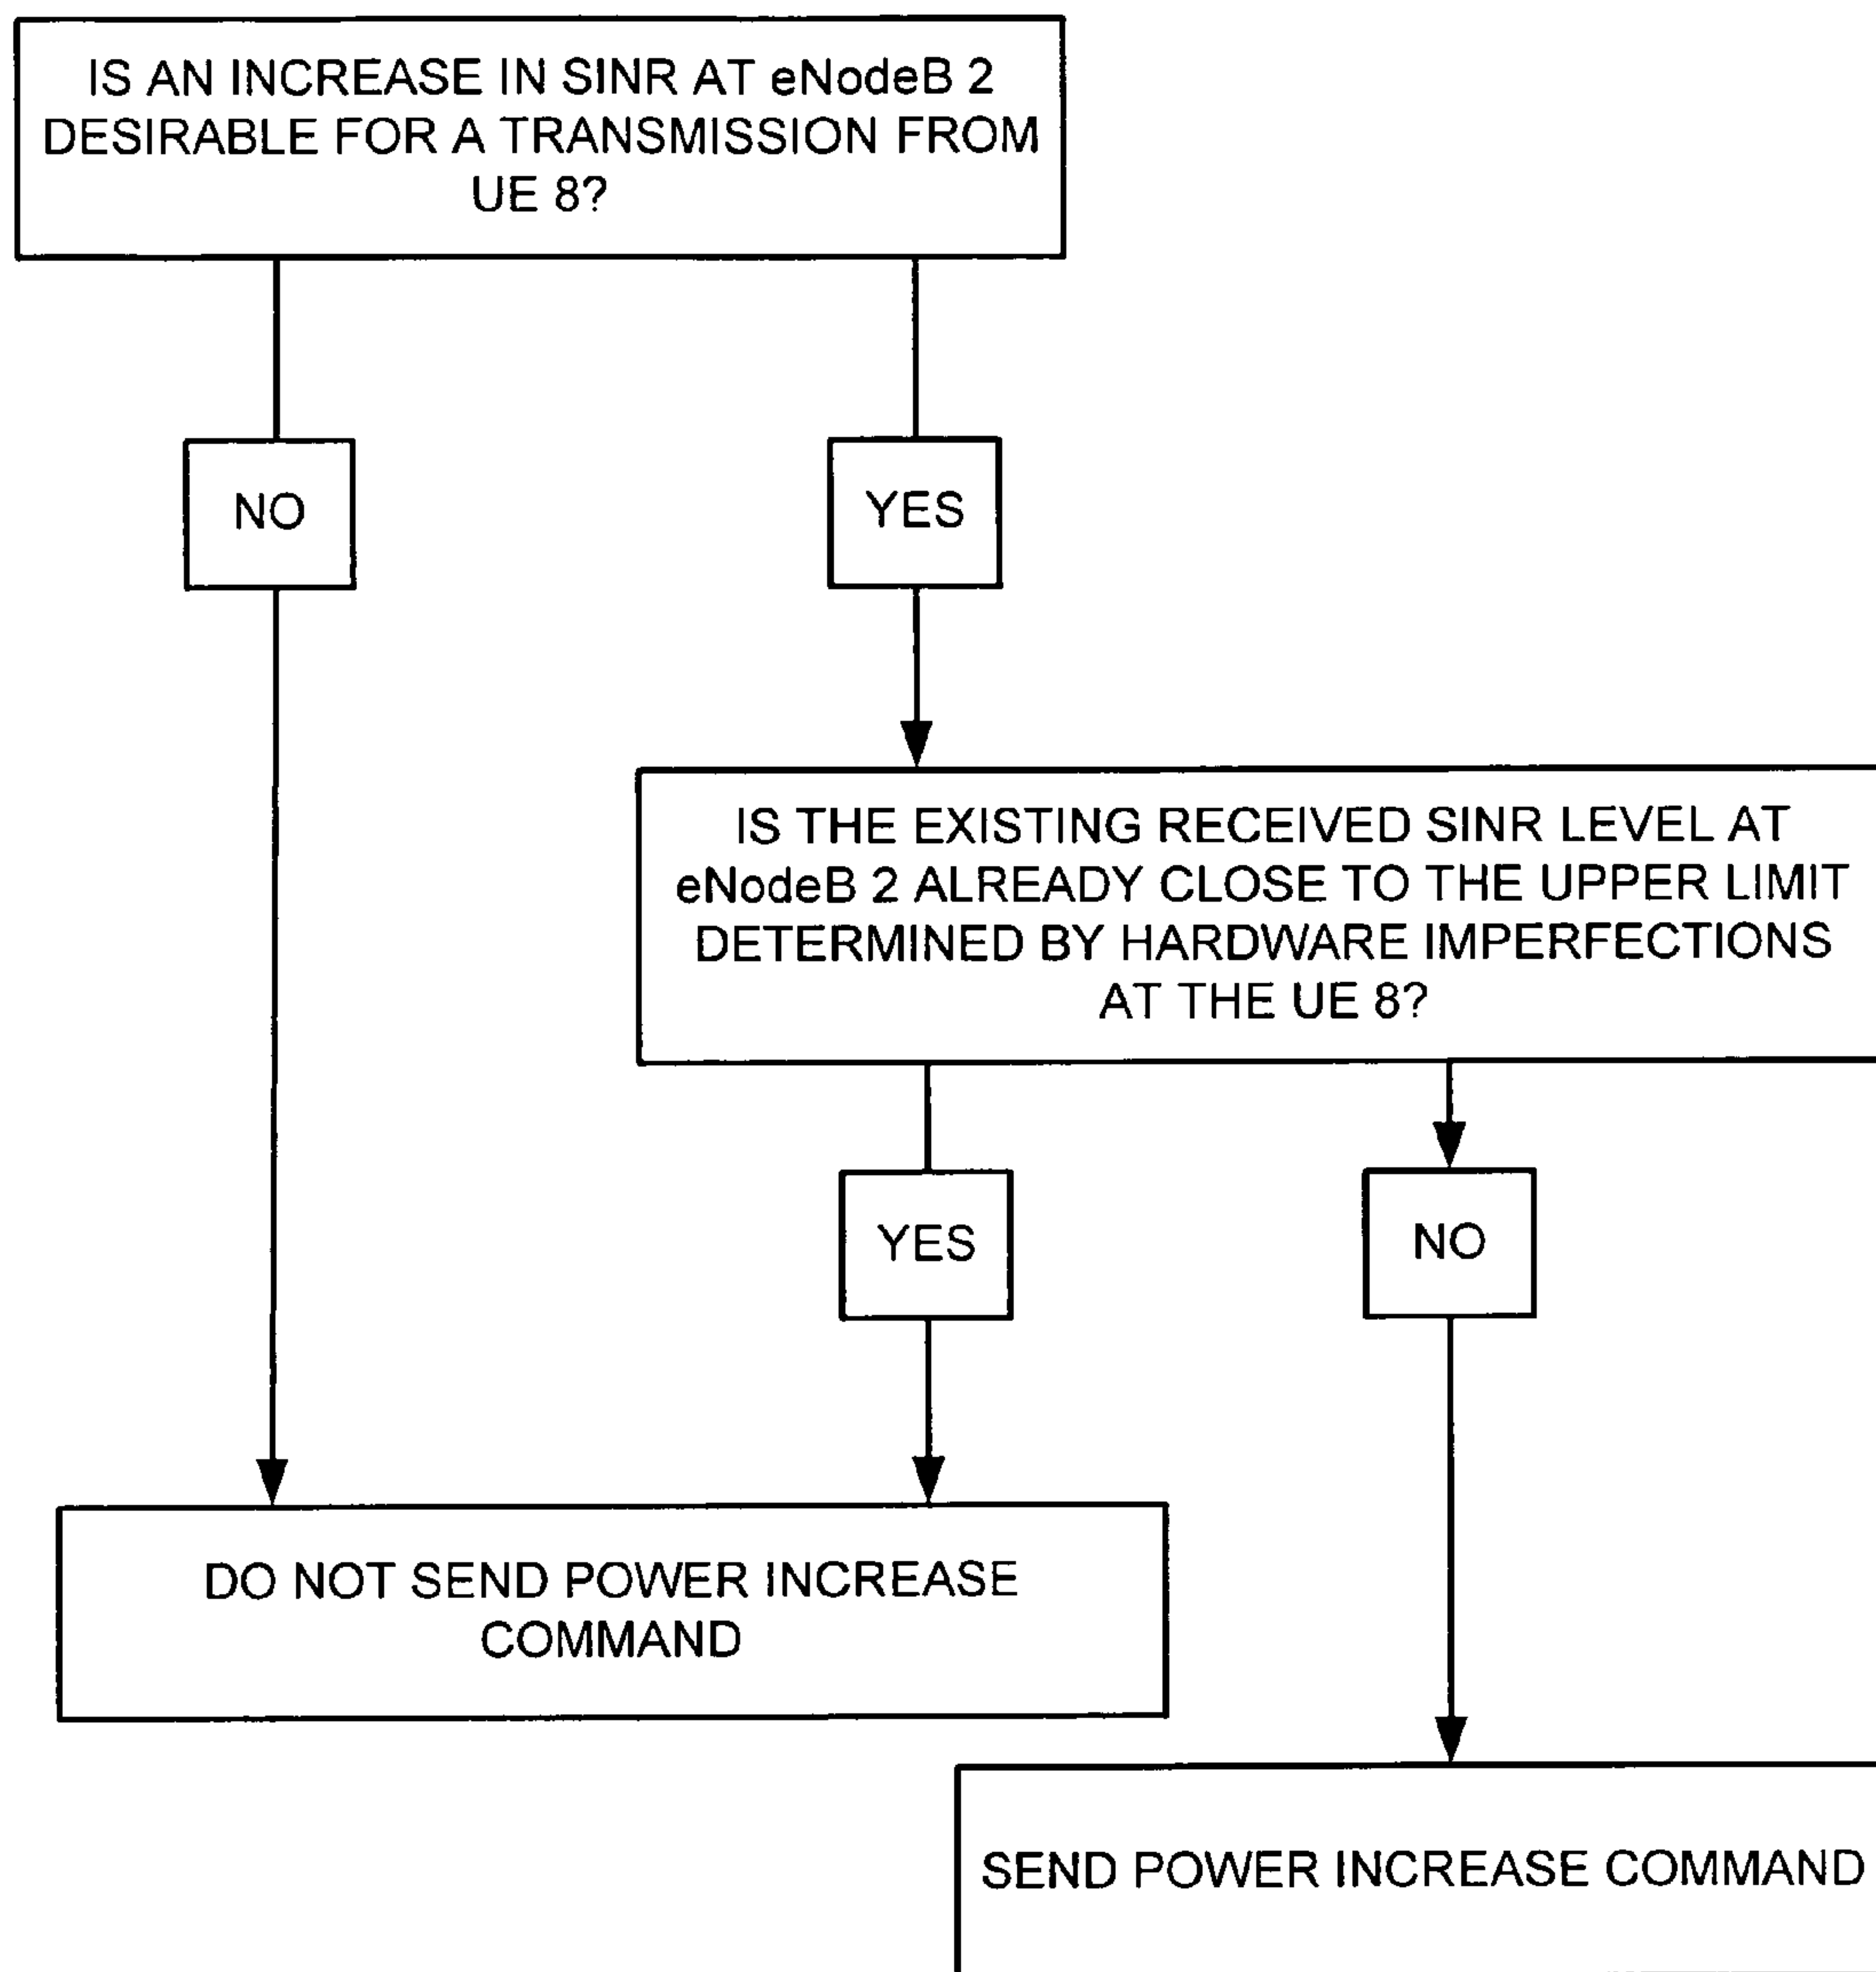 IS AN INCREASE IN SINR AT eNodeB 2
DESIRABLE FOR A TRANSMISSION FROM
UE 8?
NO
YES
IS THE EXISTING RECEIVED SINR LEVEL AT
eNodeB 2 ALREADY CLOSE TO THE UPPER LIMIT
DETERMINED BY HARDWARE IMPERFECTIONS
AT THE UE 8?
YES
NO
DO NOT SEND POWER INCREASE
COMMAND
SEND POWER INCREASE COMMAND